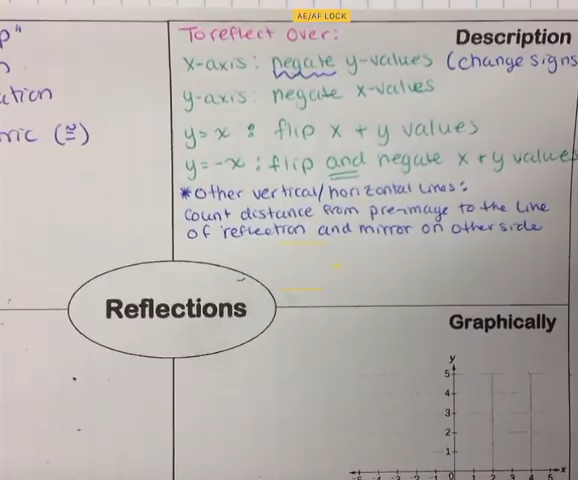 AE/AF LOCK
To reflect over:
Description
x-axis: negate y-values (change signs
y-axis: negate x-values
y=x : flip x + y values
y=-x : flip and negate x + y values
*Other vertical/horizontal lines:
count distance from pre-image to the line
of reflection and mirror on other side
(≅)
Reflections
Graphically
y
5
4
3
2
1
0 1 2 3 4 5 x